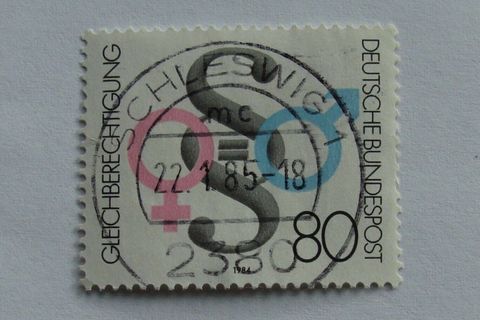 GLEICHBERECHTIGUNG
DEUTSCHE BUNDESPOST
SCHLESWIG 1
mc
§
=
22.1.85-18
2380
80
1984